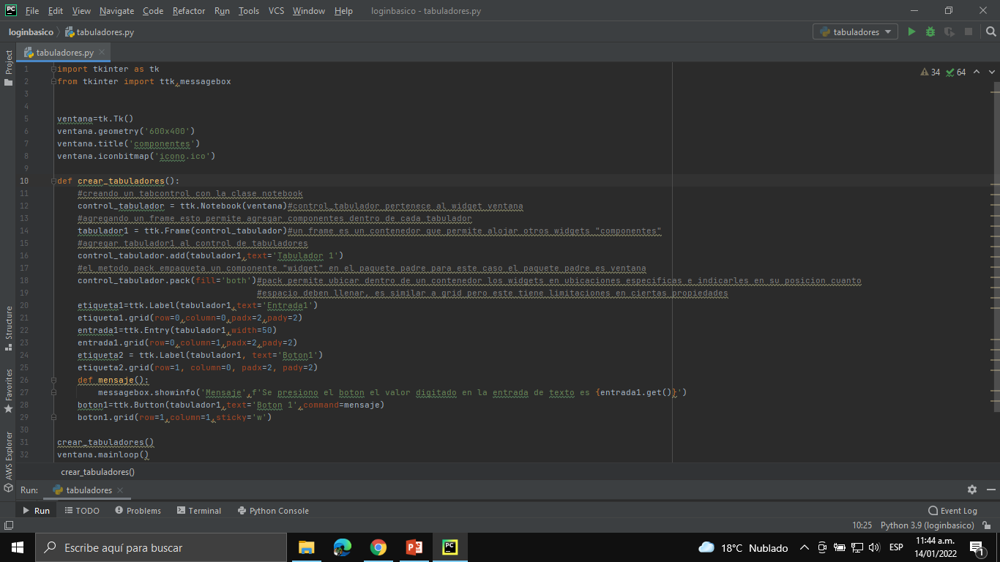 PC File Edit View Navigate Code Refactor Run Tools VCS Window Help loginbasico - tabuladores.py
loginbasico tabuladores.py tabuladores
Project
tabuladores.py
34 64
1 import tkinter as tk
2 from tkinter import ttk,messagebox
3
4
5 ventana=tk.Tk()
6 ventana.geometry('600x400')
7 ventana.title('componentes')
8 ventana.iconbitmap('icono.ico')
9
10 def crear_tabuladores():
11 #creando un tabcontrol con la clase notebook
12 control_tabulador = ttk.Notebook(ventana)#control_tabulador pertenece al widget ventana
13 #agregando un frame esto permite agregar componentes dentro de cada tabulador
14 tabulador1 = ttk.Frame(control_tabulador)#un frame es un contenedor que permite alojar otros widgets "componentes"
15 #agregar tabulador1 al control de tabuladores
16 control_tabulador.add(tabulador1,text='Tabulador 1')
17 #el metodo pack empaqueta un componente "widget" en el paquete padre para este caso el paquete padre es ventana
18 control_tabulador.pack(fill='both')#pack permite ubicar dentro de un contenedor los widgets en ubicaciones especificas e indicarles en su posicion cuanto
19 #espacio deben llenar, es similar a grid pero este tiene limitaciones en ciertas propiedades
20 etiqueta1=ttk.Label(tabulador1,text='Entrada1')
21 etiqueta1.grid(row=0,column=0,padx=2,pady=2)
22 entrada1=ttk.Entry(tabulador1,width=50)
23 entrada1.grid(row=0,column=1,padx=2,pady=2)
24 etiqueta2 = ttk.Label(tabulador1, text='Boton1')
25 etiqueta2.grid(row=1, column=0, padx=2, pady=2)
26 def mensaje():
27 messagebox.showinfo('Mensaje',f'Se presiono el boton el valor digitado en la entrada de texto es {entrada1.get()}')
28 boton1=ttk.Button(tabulador1,text='Boton 1',command=mensaje)
29 boton1.grid(row=1,column=1,sticky='w')
30
31 crear_tabuladores()
32 ventana.mainloop()
Structure
Favorites
AWS Explorer
crear_tabuladores()
Run: tabuladores
Run TODO Problems Terminal Python Console Event Log
10:25 Python 3.9 (loginbasico)
Escribe aquí para buscar
PC
18°C Nublado ESP
11:44 a.m.
14/01/2022
1